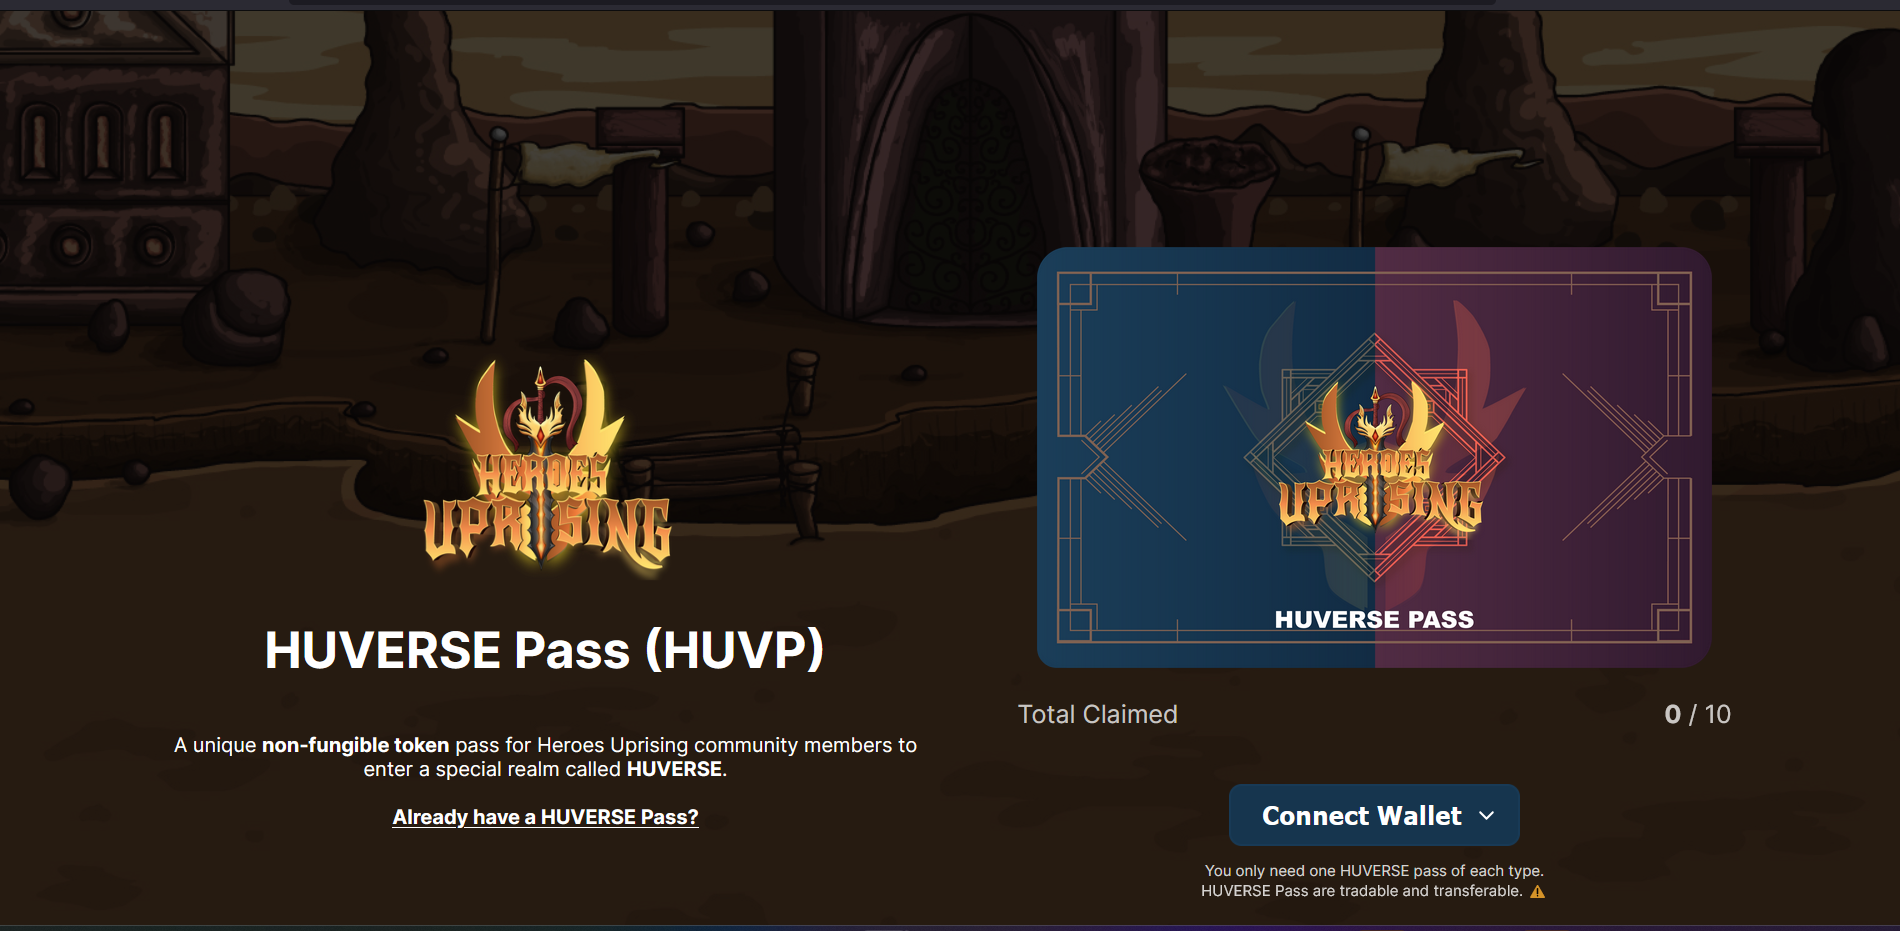 HEROES
UPRISING
HUVERSE Pass (HUVP)
A unique non-fungible token pass for Heroes Uprising community members to
enter a special realm called HUVERSE.
Already have a HUVERSE Pass?
HEROES
UPRISING
HUVERSE PASS
Total Claimed 0 / 10
Connect Wallet
You only need one HUVERSE pass of each type.
HUVERSE Pass are tradable and transferable.